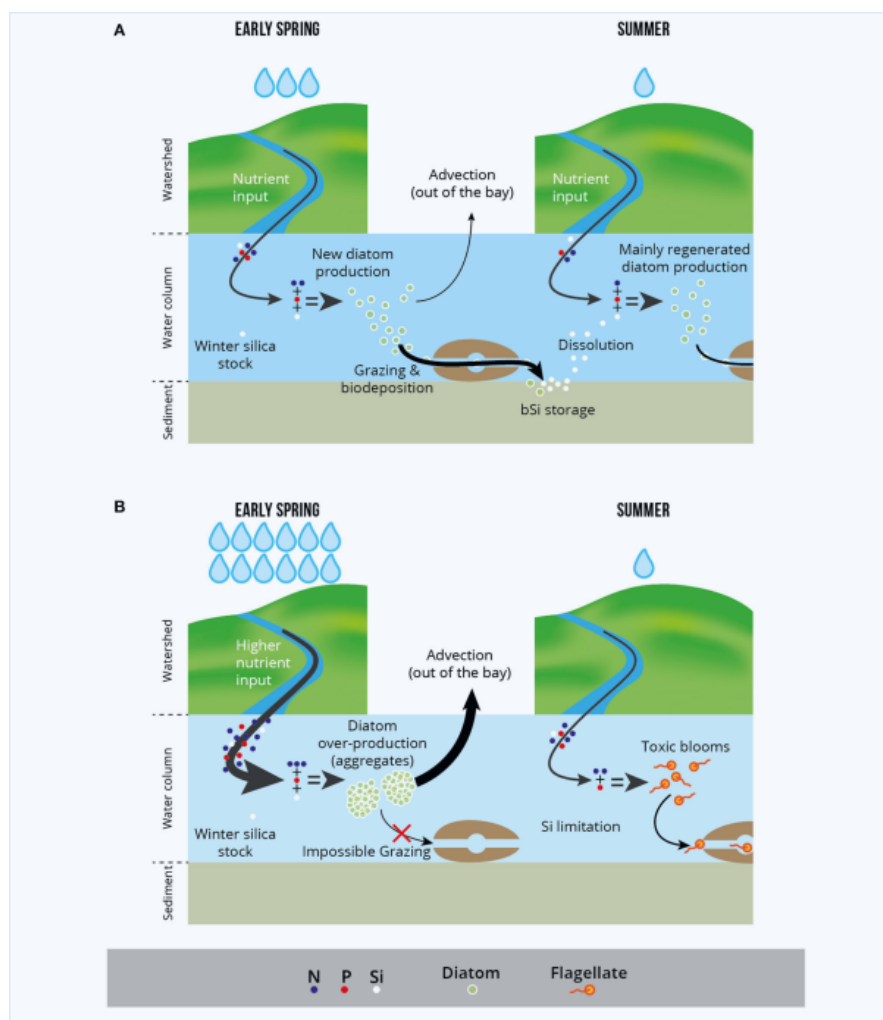 A
EARLY SPRING
SUMMER
Watershed
Nutrient
input
Advection
(out of the bay)
Nutrient
input
Water column
New diatom
production
Mainly regenerated
diatom production
Winter silica
stock
Dissolution
Grazing &
biodeposition
Sediment
bSi storage
B
EARLY SPRING
SUMMER
Watershed
Higher
nutrient
input
Advection
(out of the bay)
Water column
Diatom
over-production
(aggregates)
Toxic blooms
Winter silica
stock
Si limitation
Impossible Grazing
Sediment
N P Si Diatom Flagellate